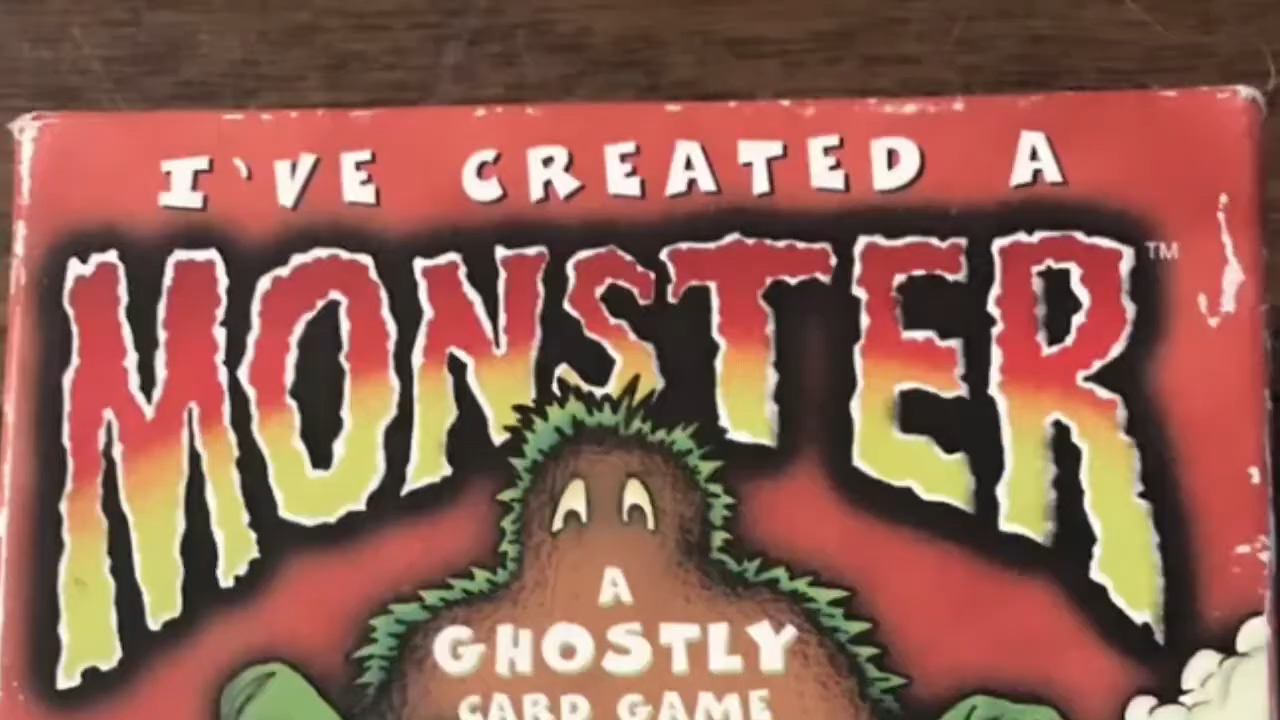 I'VE CREATED A
MONSTER™
A
GHOSTLY
CARD GAME